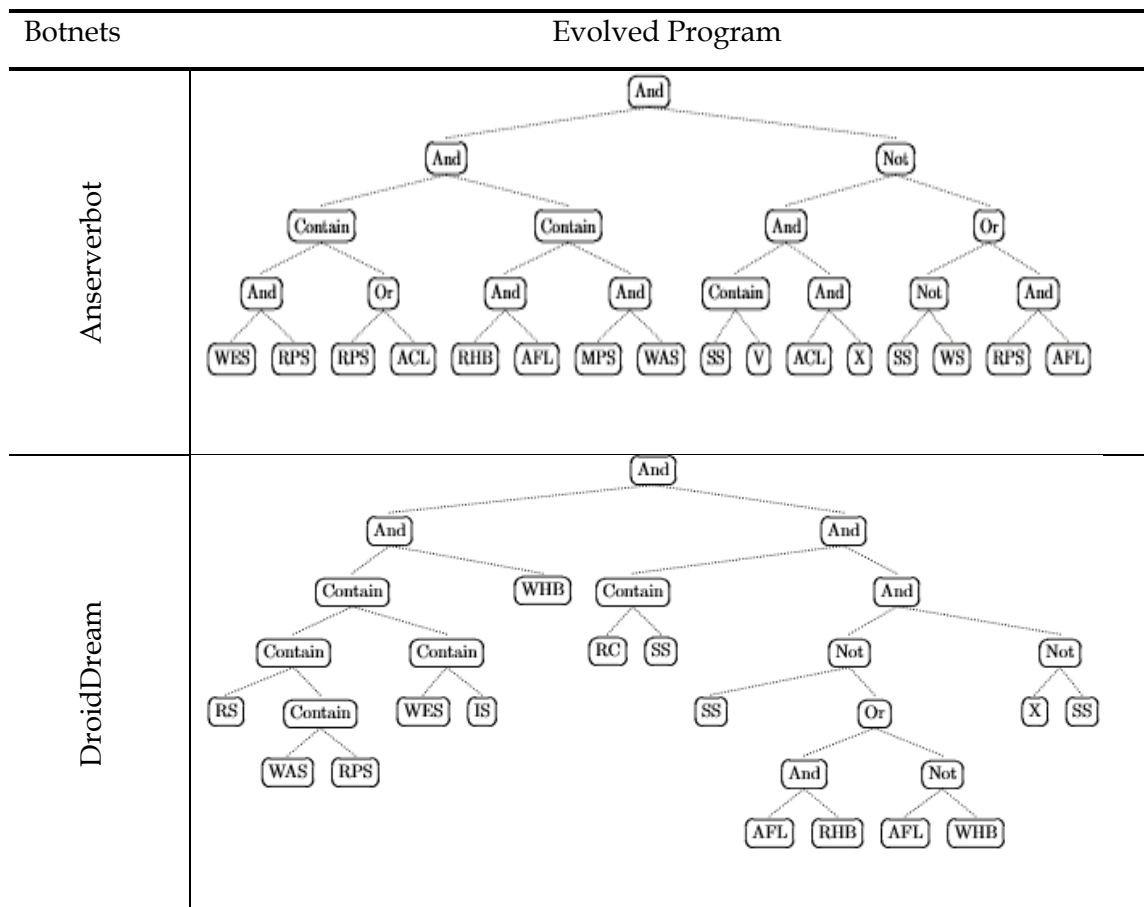 Botnets Evolved Program
Anserverbot
And
And Not
Contain Contain And Or
And Or And And Contain And Not And
WES RPS RPS ACL RHB AFL MPS WAS SS V ACL X SS WS RPS AFL
DroidDream
And
And And
Contain WHB Contain And
Contain Contain RC SS Not Not
RS Contain WES IS SS Or X SS
WAS RPS And Not
AFL RHB AFL WHB